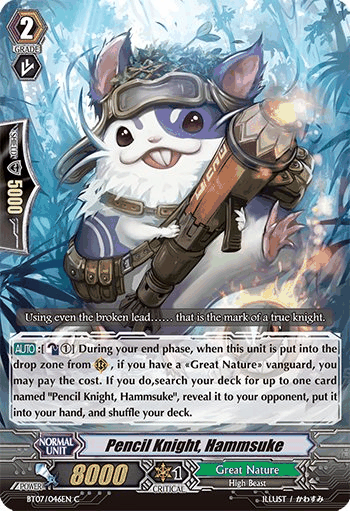 2
GRADE
SHIELD
5000
Using even the broken lead…… that is the mark of a true knight.
AUTO:[①] During your end phase, when this unit is put into the
drop zone from , if you have a «Great Nature» vanguard, you
may pay the cost. If you do,search your deck for up to one card
named "Pencil Knight, Hammsuke", reveal it to your opponent, put it
into your hand, and shuffle your deck.
NORMAL
UNIT
Pencil Knight, Hammsuke
POWER
8000
1
CRITICAL
Great Nature
High Beast
BT07/046EN C
ILLUST / かわすみ